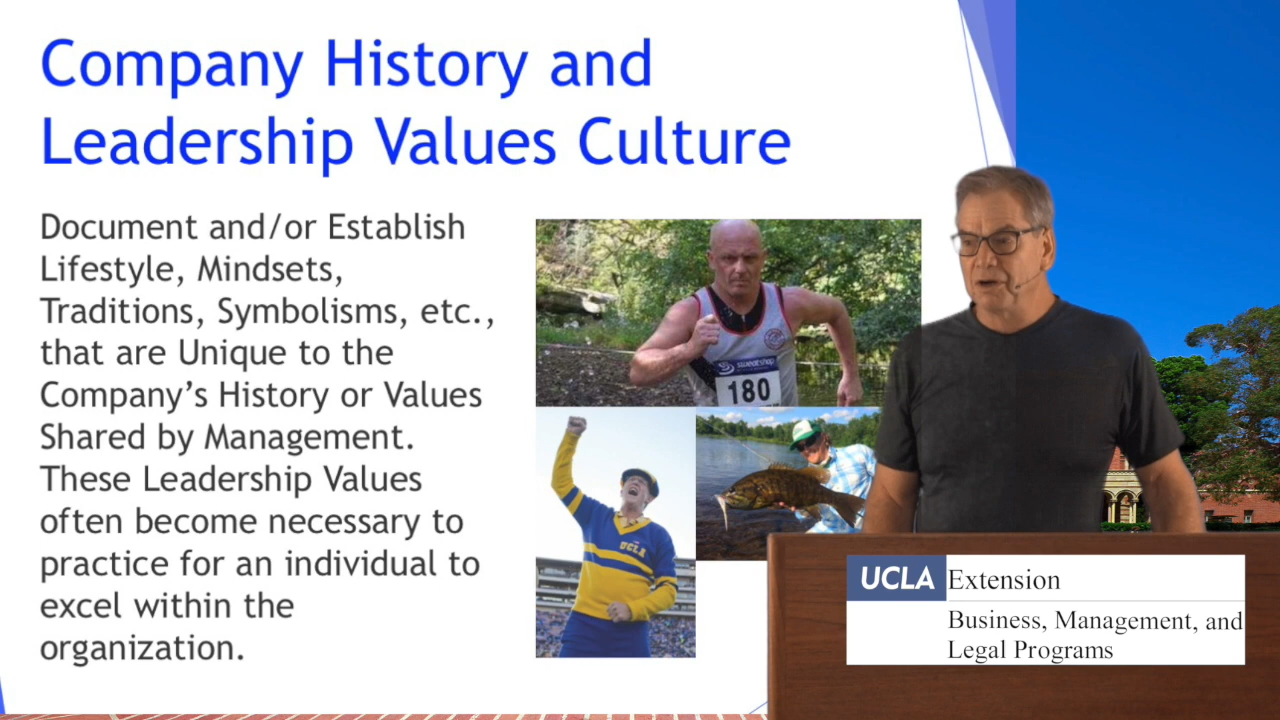 Company History and
Leadership Values Culture
Document and/or Establish
Lifestyle, Mindsets,
Traditions, Symbolisms, etc.,
that are Unique to the
Company’s History or Values
Shared by Management.
These Leadership Values
often become necessary to
practice for an individual to
excel within the
organization.
180
UCLA
UCLA Extension
Business, Management, and
Legal Programs